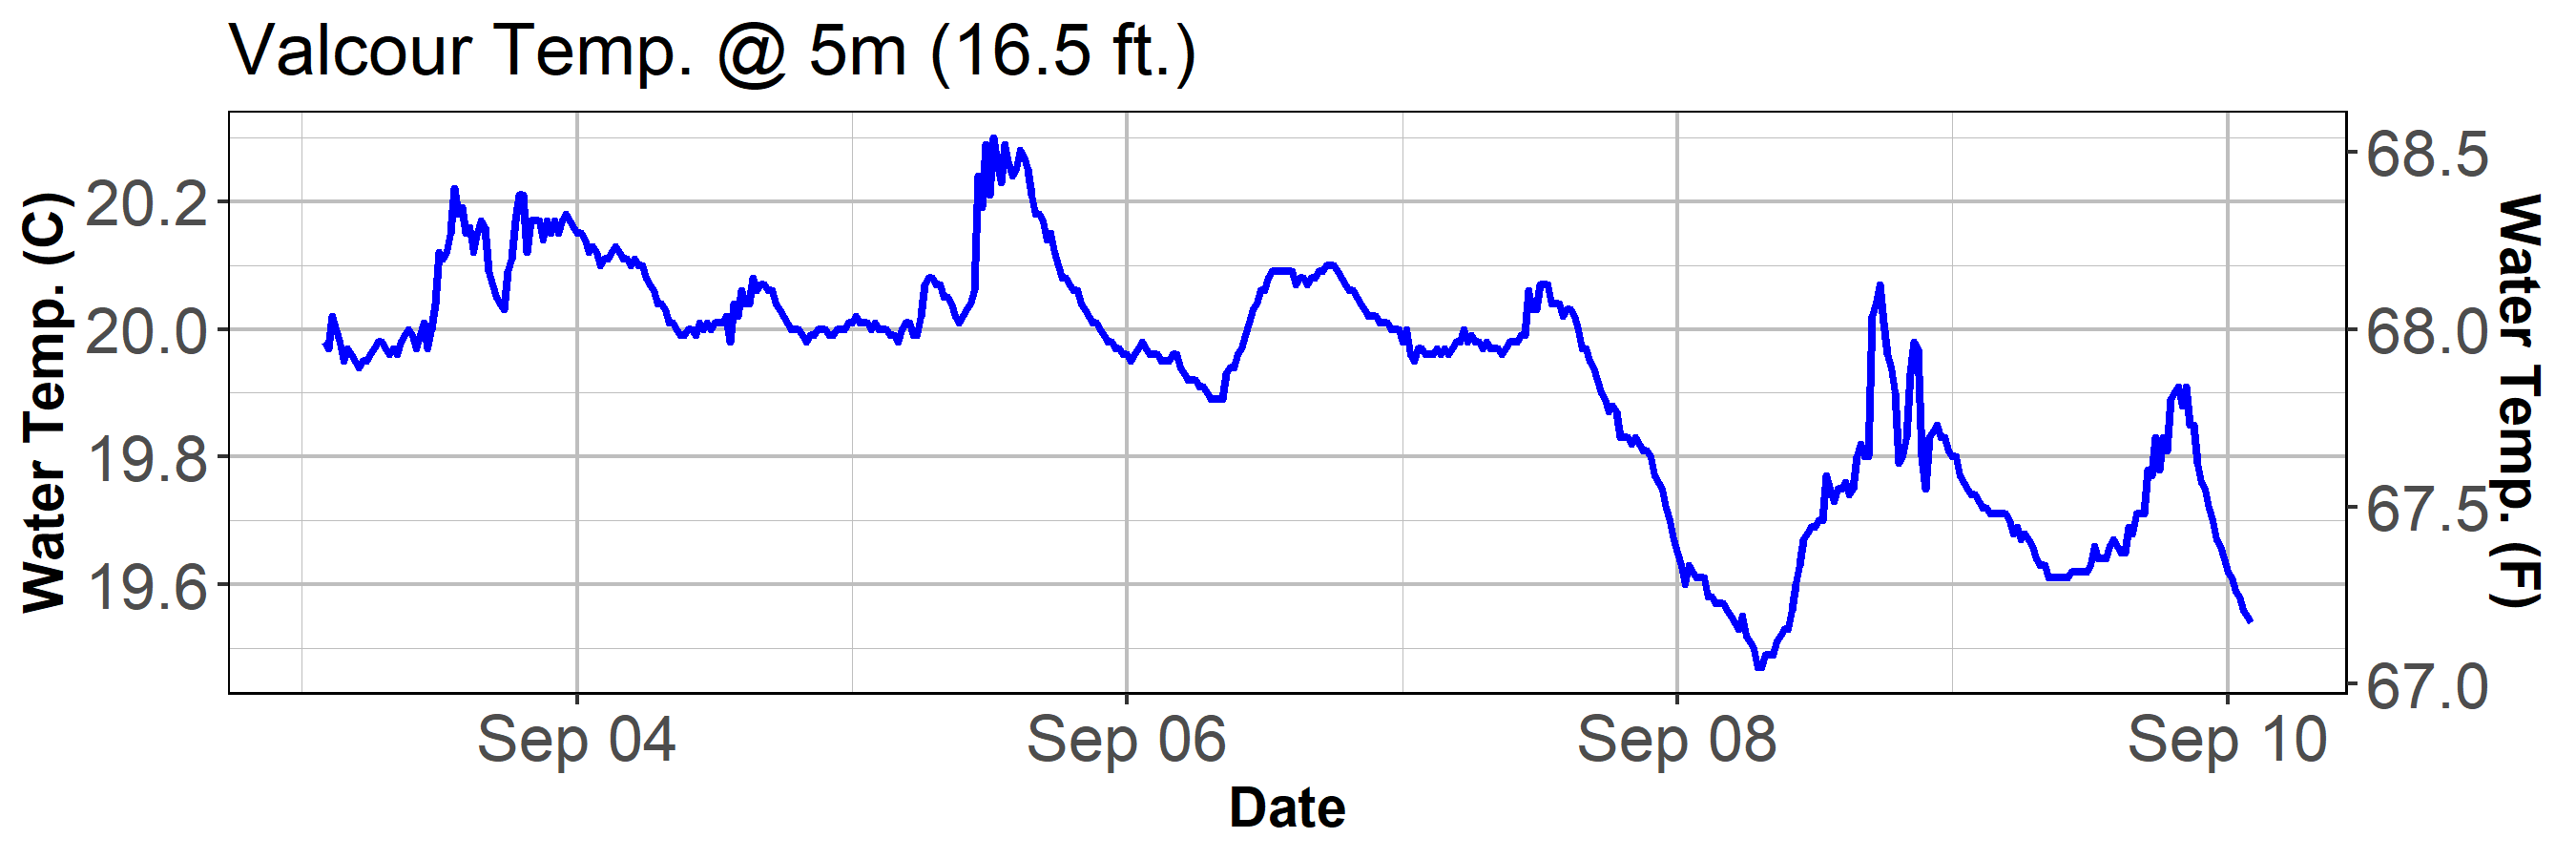 Valcour Temp. @ 5m (16.5 ft.)
Water Temp. (C)
20.2
20.0
19.8
19.6
68.5
68.0
67.5
67.0
Water Temp. (F)
Sep 04 Sep 06 Sep 08 Sep 10
Date